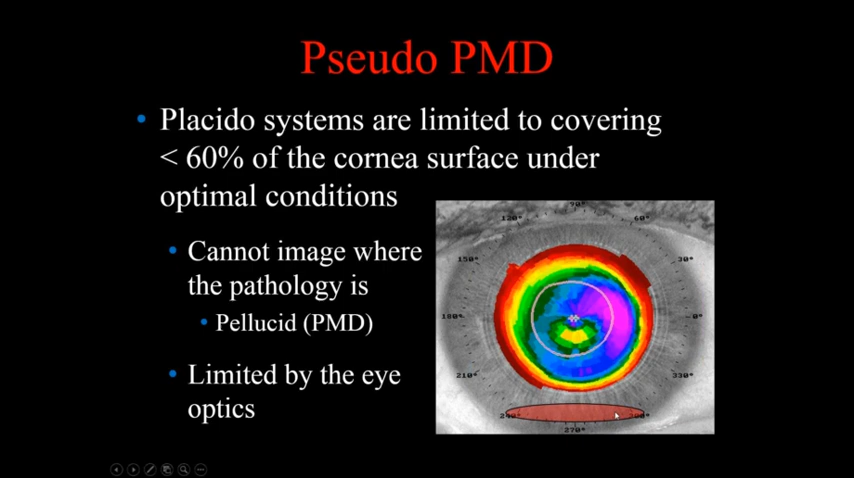 Pseudo PMD
• Placido systems are limited to covering
< 60% of the cornea surface under
optimal conditions
• Cannot image where
the pathology is
• Pellucid (PMD)
• Limited by the eye
optics
90°
120°
60°
150°
30°
180°
0°
210°
330°
240°
270°